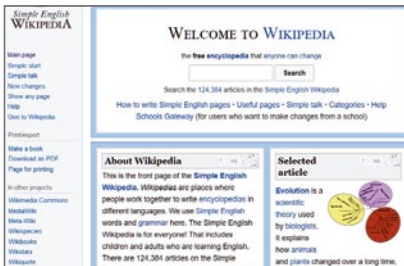 Simple English
WIKIPEDIA
Main page
Simple start
Simple talk
New changes
Show any page
Help
Give to Wikipedia
Print/export
Make a book
Download as PDF
Page for printing
In other projects
Wikimedia Commons
MediaWiki
Meta-Wiki
Wikispecies
Wikibooks
Wikidata
Wikiquote
WELCOME TO WIKIPEDIA
the free encyclopedia that anyone can change
Search
Search the 124,384 articles in the Simple English Wikipedia
How to write Simple English pages • Useful pages • Simple talk • Categories • Help
Schools Gateway (for users who want to make changes from a school)
About Wikipedia
This is the front page of the Simple English
Wikipedia. Wikipedias are places where
people work together to write encyclopedias in
different languages. We use Simple English
words and grammar here. The Simple English
Wikipedia is for everyone! That includes
children and adults who are learning English.
There are 124,384 articles on the Simple
Selected
article
Evolution is a
scientific
theory used
by biologists.
It explains
how animals
and plants changed over a long time,